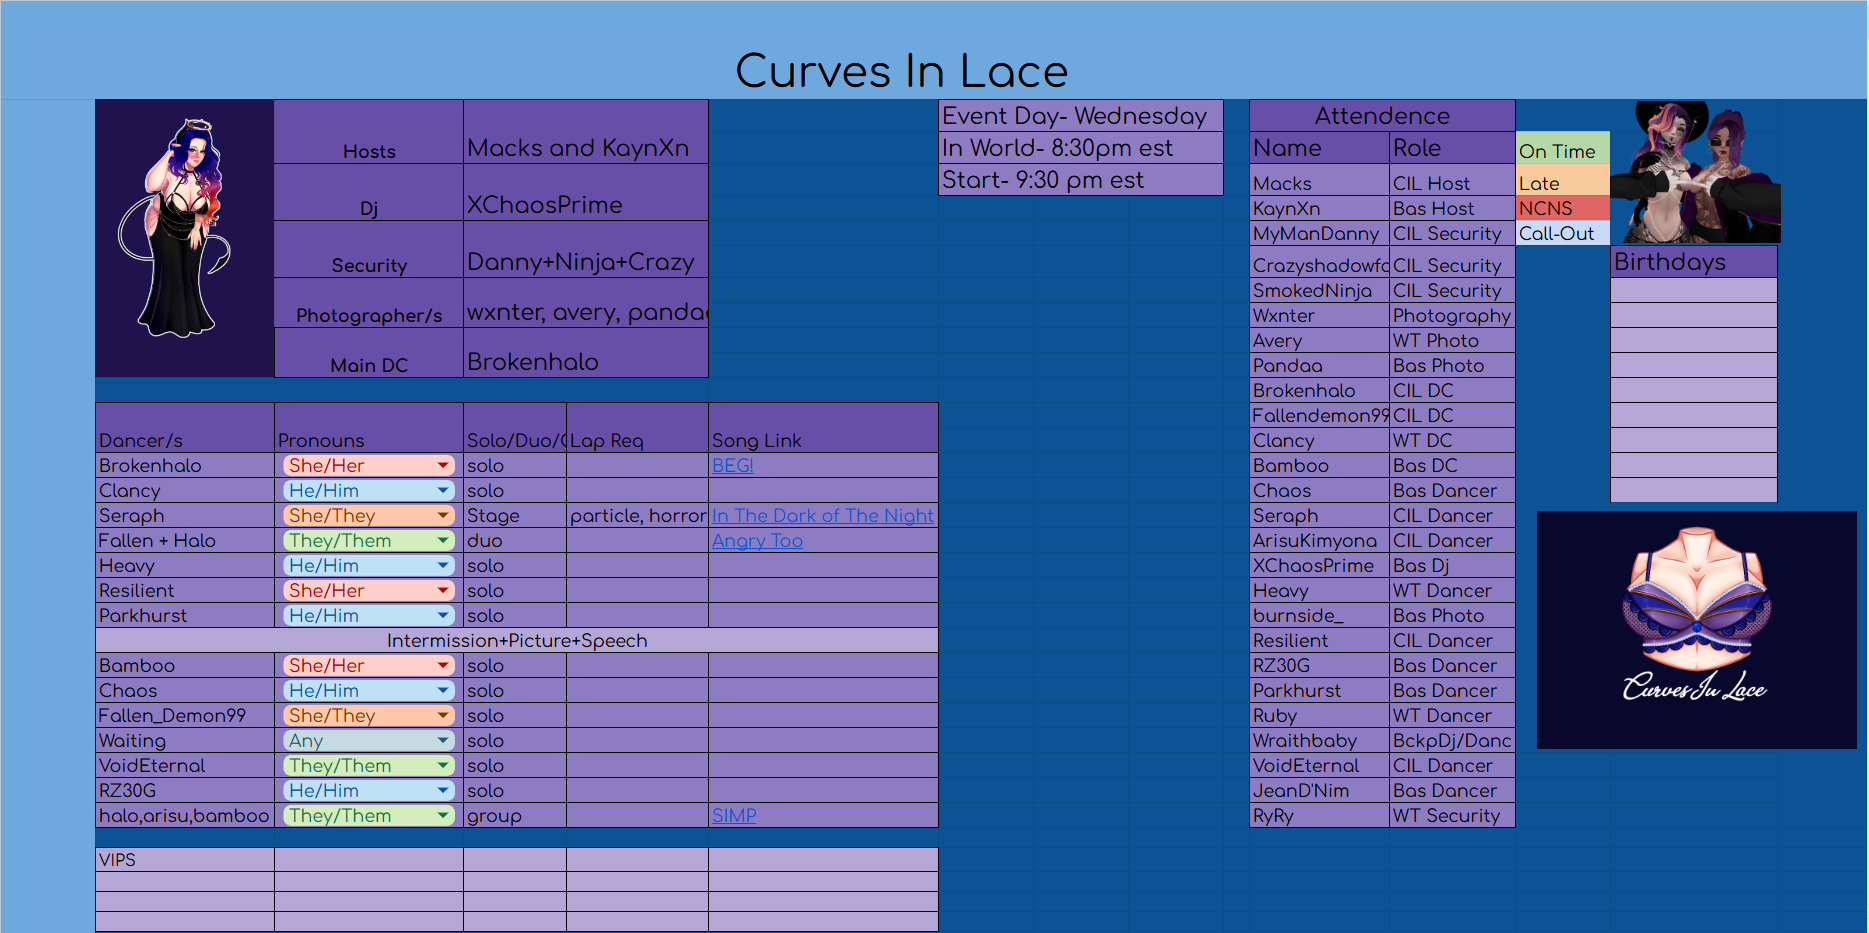 Curves In Lace
Hosts Macks and KaynXn
Dj XChaosPrime
Security Danny+Ninja+Crazy
Photographer/s wxnter, avery, pandaa
Main DC Brokenhalo
Event Day- Wednesday
In World- 8:30pm est
Start- 9:30 pm est
Dancer/s Pronouns Solo/Duo/ Lap Req Song Link
Brokenhalo She/Her solo BEG!
Clancy He/Him solo
Seraph She/They Stage particle, horror In The Dark of The Night
Fallen + Halo They/Them duo Angry Too
Heavy He/Him solo
Resilient She/Her solo
Parkhurst He/Him solo
Intermission+Picture+Speech
Bamboo She/Her solo
Chaos He/Him solo
Fallen_Demon99 She/They solo
Waiting Any solo
VoidEternal They/Them solo
RZ30G He/Him solo
halo,arisu,bamboo They/Them group SIMP
VIPS
Attendence
Name Role
Macks CIL Host
KaynXn Bas Host
MyManDanny CIL Security
Crazyshadowfo CIL Security
SmokedNinja CIL Security
Wxnter Photography
Avery WT Photo
Pandaa Bas Photo
Brokenhalo CIL DC
Fallendemon99 CIL DC
Clancy WT DC
Bamboo Bas DC
Chaos Bas Dancer
Seraph CIL Dancer
ArisuKimyona CIL Dancer
XChaosPrime Bas Dj
Heavy WT Dancer
burnside_ Bas Photo
Resilient CIL Dancer
RZ30G Bas Dancer
Parkhurst Bas Dancer
Ruby WT Dancer
Wraithbaby BckpDj/Danc
VoidEternal CIL Dancer
JeanD'Nim Bas Dancer
RyRy WT Security
On Time
Late
NCNS
Call-Out
Birthdays
Curves In Lace